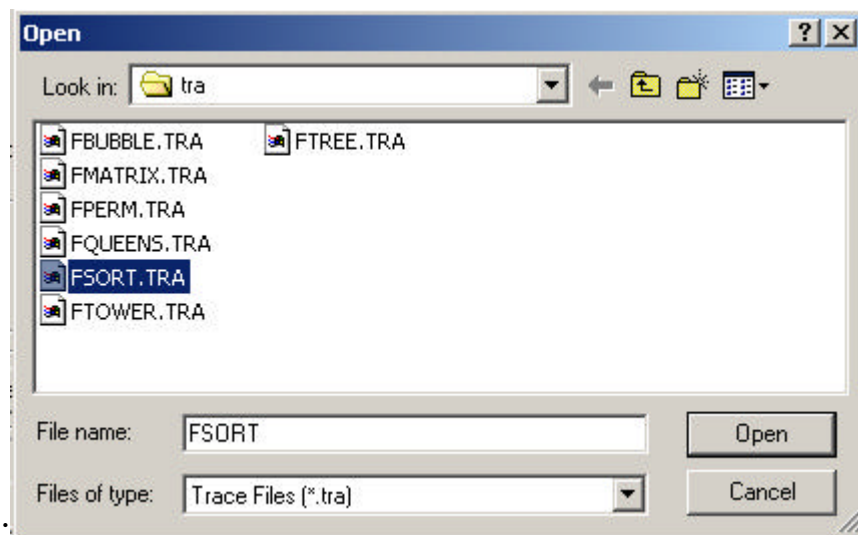 Open
Look in: tra
FBUBBLE.TRA
FMATRIX.TRA
FPERM.TRA
FQUEENS.TRA
FSORT.TRA
FTOWER.TRA
FTREE.TRA
File name: FSORT Open
Files of type: Trace Files (*.tra) Cancel